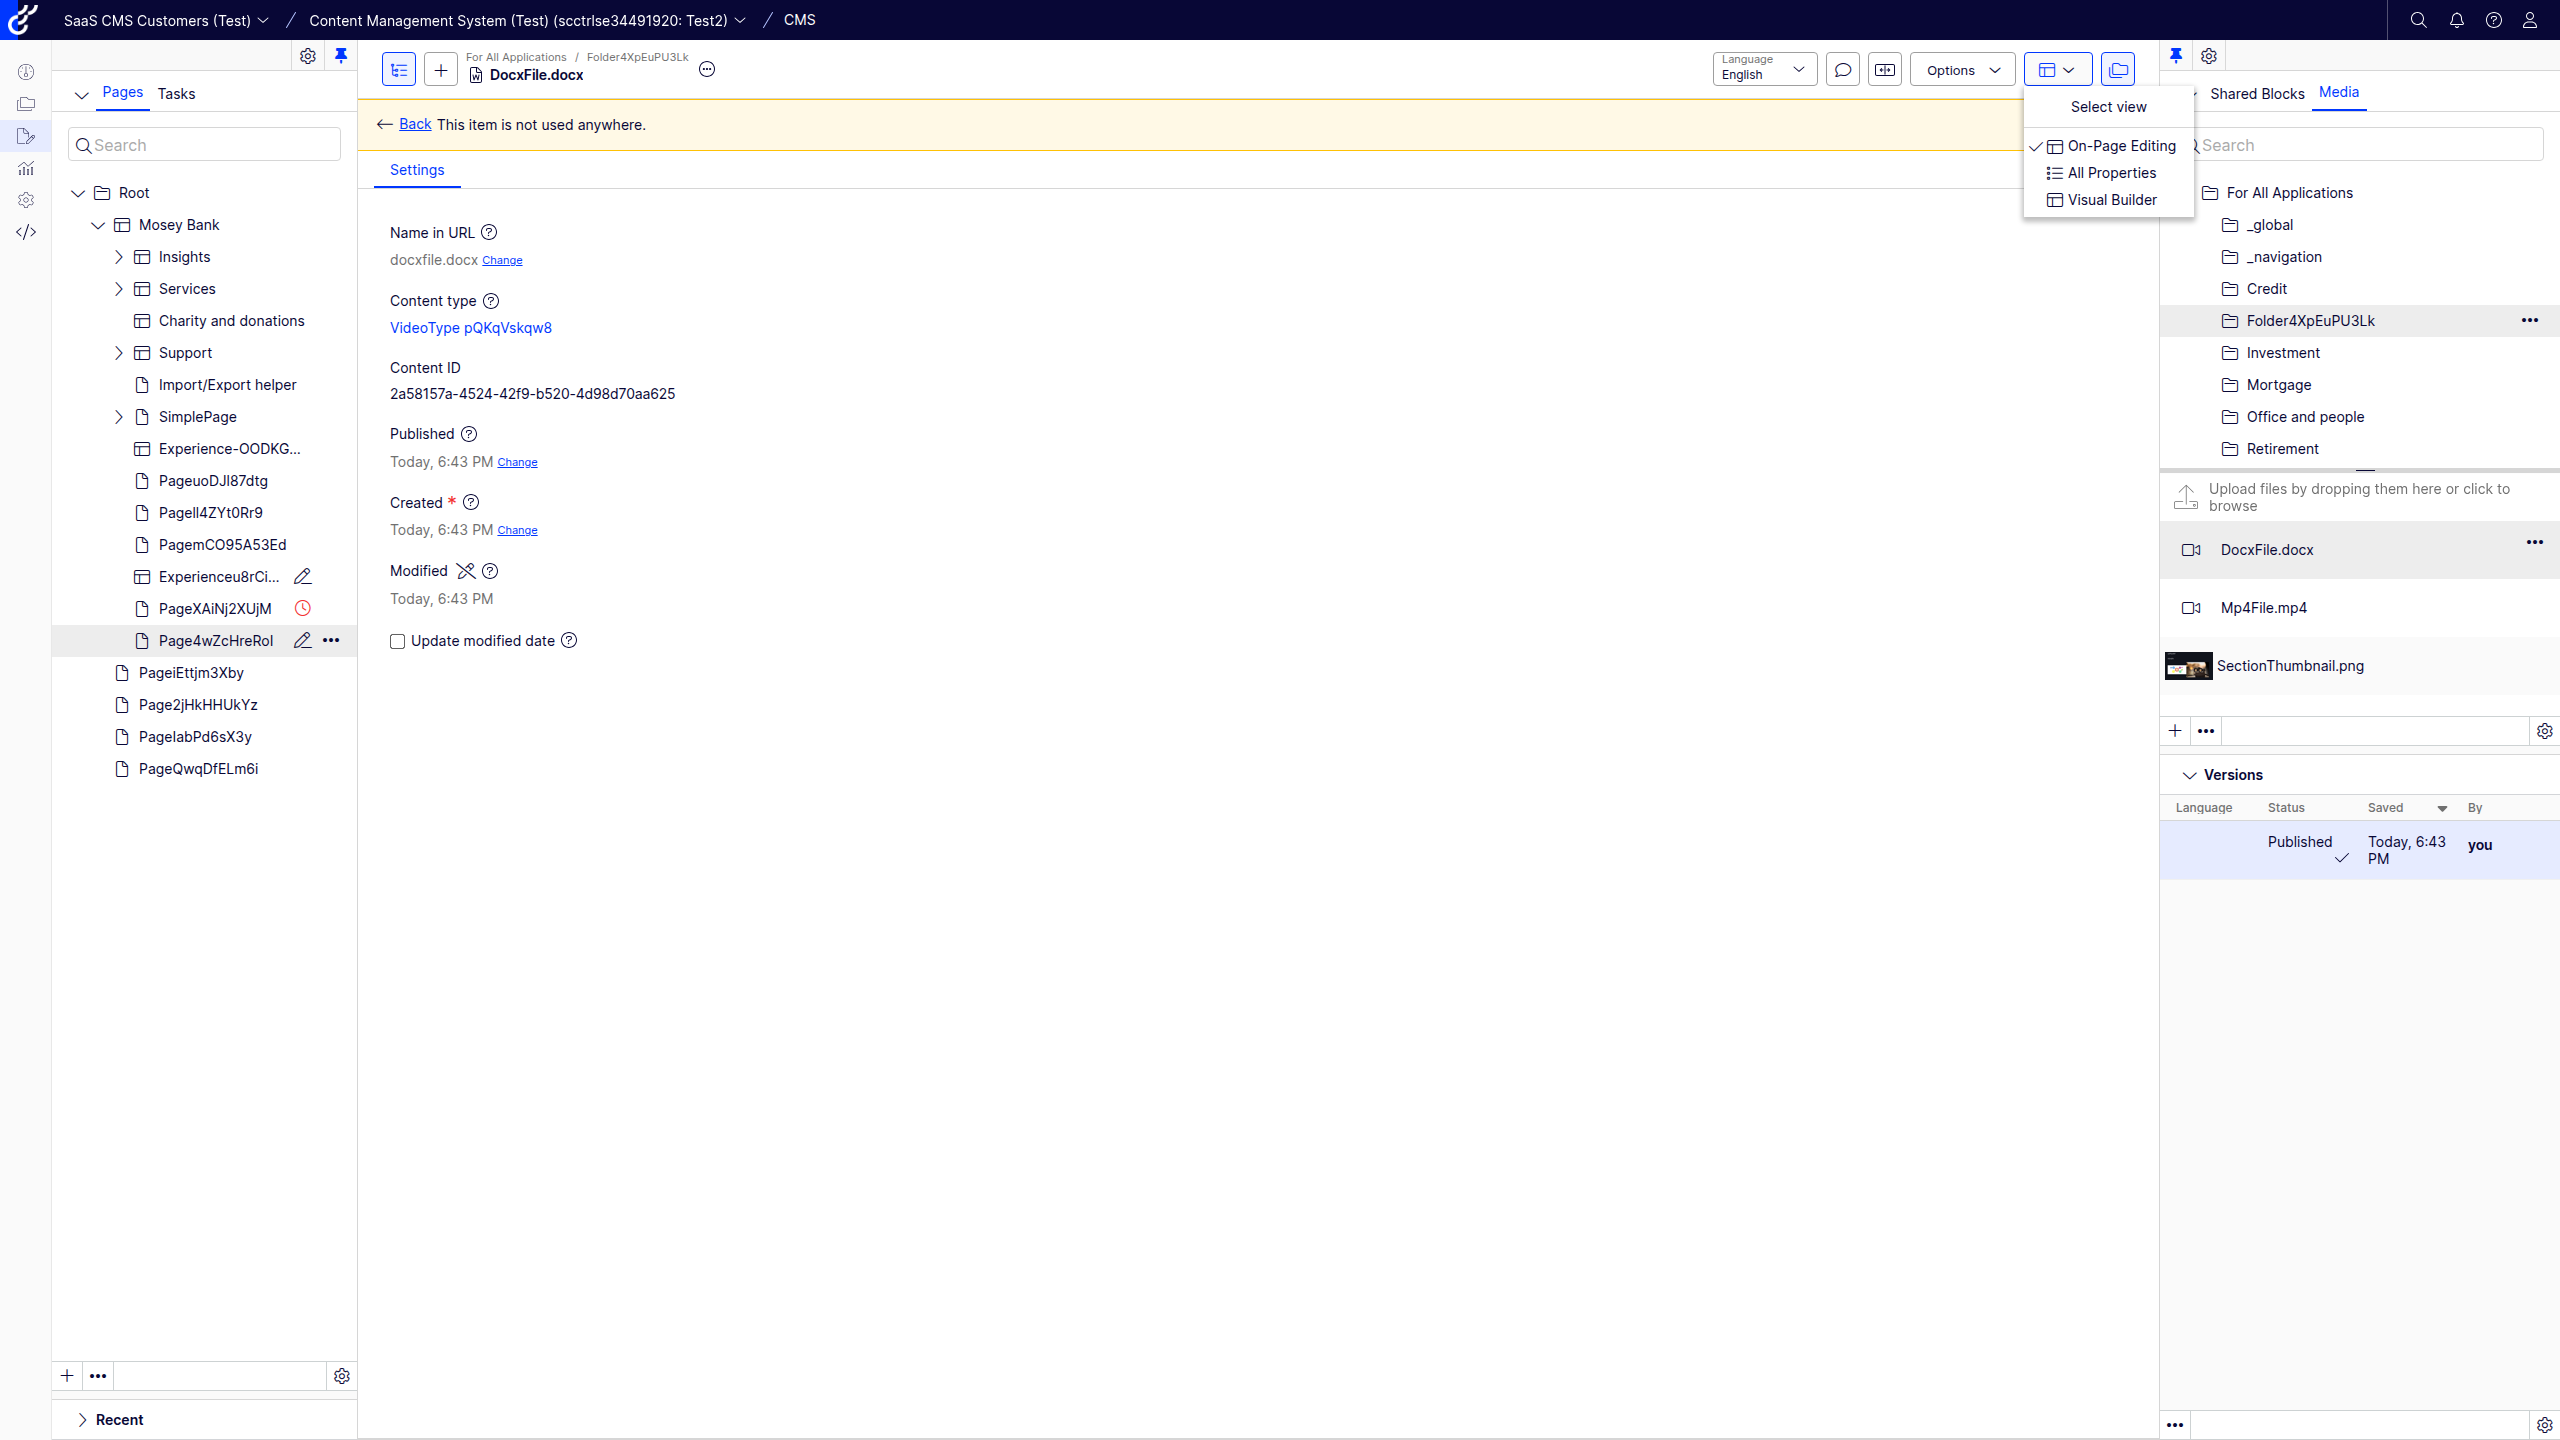 SaaS CMS Customers (Test) / Content Management System (Test) (scctrlse34491920: Test2) / CMS
Pages Tasks
Search
Root
Mosey Bank
Insights
Services
Charity and donations
Support
Import/Export helper
SimplePage
Experience-OODKG...
PageuoDJl87dtg
Pagell4ZYt0Rr9
PagemCO95A53Ed
Experienceu8rCi...
PageXAiNj2XUjM
Page4wZcHreRol
PageiEttjm3Xby
Page2jHkHHUkYz
PagelabPd6sX3y
PageQwqDfELm6i
Recent
For All Applications / Folder4XpEuPU3Lk
DocxFile.docx
Language
English
Options
Back This item is not used anywhere.
Settings
Name in URL
docxfile.docx Change
Content type
VideoType pQKqVskqw8
Content ID
2a58157a-4524-42f9-b520-4d98d70aa625
Published
Today, 6:43 PM Change
Created *
Today, 6:43 PM Change
Modified
Today, 6:43 PM
Update modified date
Select view
On-Page Editing
All Properties
Visual Builder
Shared Blocks Media
Search
For All Applications
_global
_navigation
Credit
Folder4XpEuPU3Lk
Investment
Mortgage
Office and people
Retirement
Upload files by dropping them here or click to
browse
DocxFile.docx
Mp4File.mp4
SectionThumbnail.png
Versions
Language Status Saved By
Published Today, 6:43 you
PM